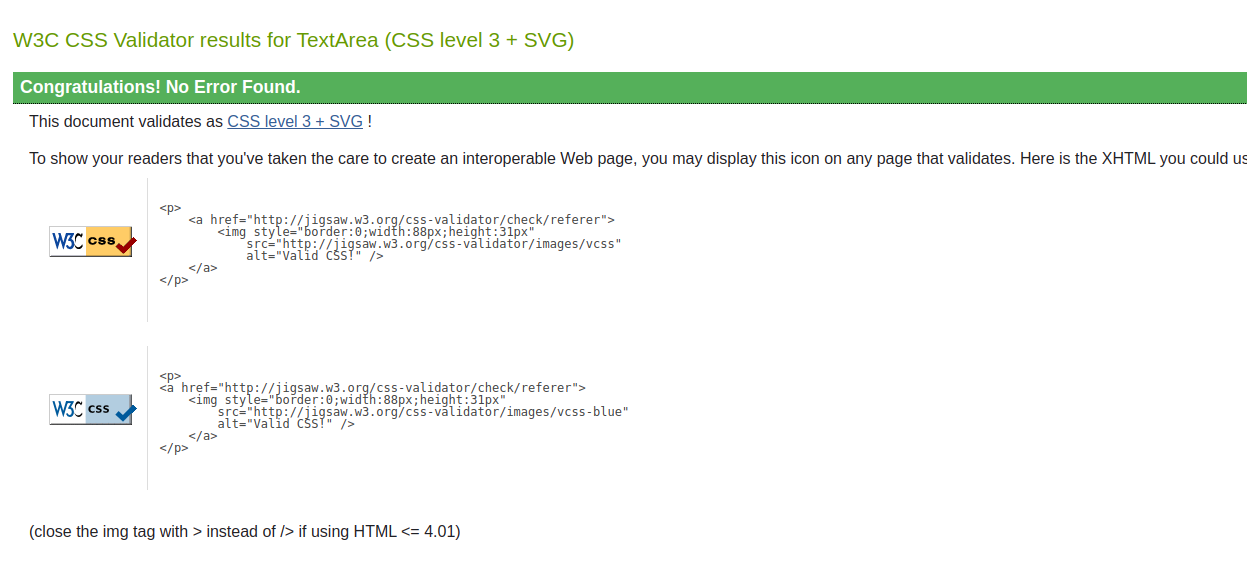 W3C CSS Validator results for TextArea (CSS level 3 + SVG)
Congratulations! No Error Found.
This document validates as CSS level 3 + SVG !
To show your readers that you've taken the care to create an interoperable Web page, you may display this icon on any page that validates. Here is the XHTML you could us
W3C css
<p>
    <a href="http://jigsaw.w3.org/css-validator/check/referer">
        <img style="border:0;width:88px;height:31px"
            src="http://jigsaw.w3.org/css-validator/images/vcss"
            alt="Valid CSS!" />
    </a>
</p>
W3C css
<p>
<a href="http://jigsaw.w3.org/css-validator/check/referer">
    <img style="border:0;width:88px;height:31px"
        src="http://jigsaw.w3.org/css-validator/images/vcss-blue"
        alt="Valid CSS!" />
    </a>
</p>
(close the img tag with > instead of /> if using HTML <= 4.01)